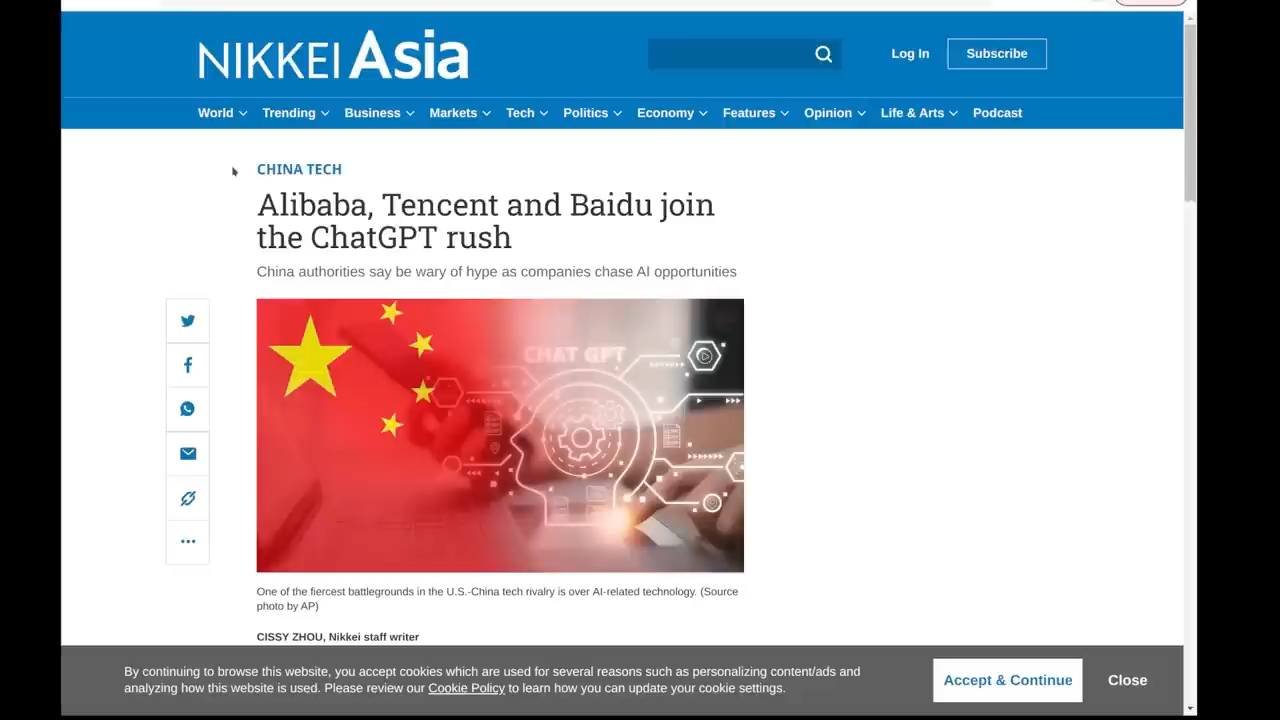 NIKKEI Asia
Log In
Subscribe
World Trending Business Markets Tech Politics Economy Features Opinion Life & Arts Podcast
CHINA TECH
Alibaba, Tencent and Baidu join
the ChatGPT rush
China authorities say be wary of hype as companies chase AI opportunities
CHAT GPT
One of the fiercest battlegrounds in the U.S.-China tech rivalry is over AI-related technology. (Source
photo by AP)
CISSY ZHOU, Nikkei staff writer
By continuing to browse this website, you accept cookies which are used for several reasons such as personalizing content/ads and
analyzing how this website is used. Please review our Cookie Policy to learn how you can update your cookie settings.
Accept & Continue
Close